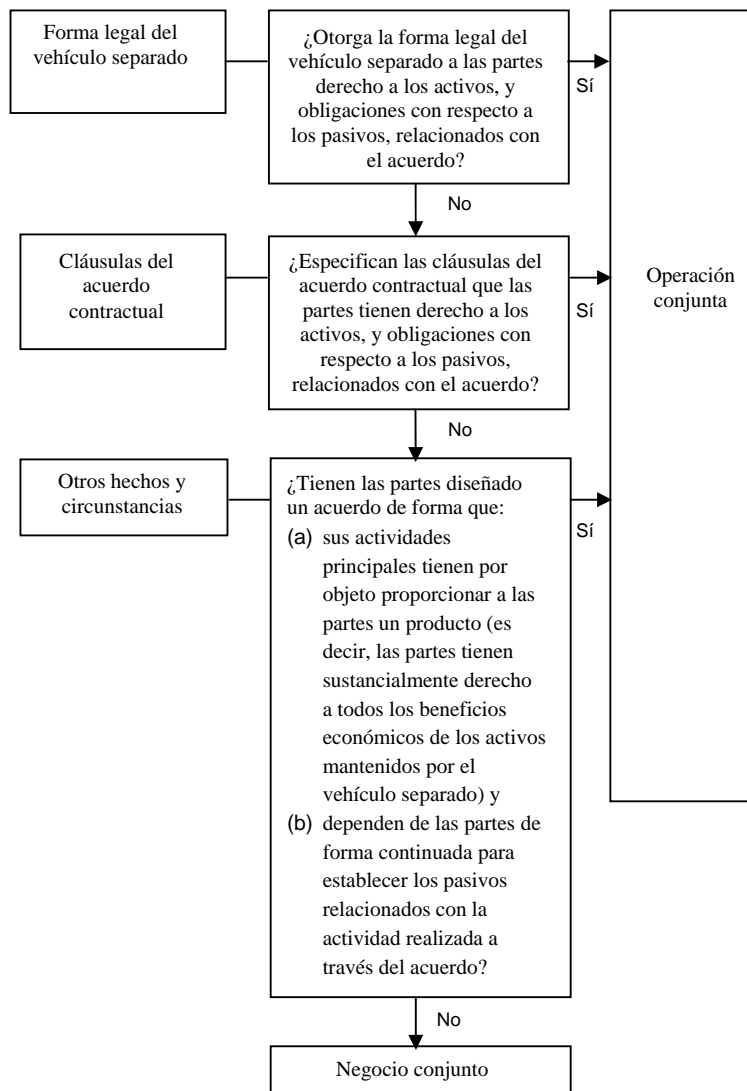 Forma legal del
vehículo separado
¿Otorga la forma legal del
vehículo separado a las partes
derecho a los activos, y
obligaciones con respecto a
los pasivos, relacionados con
el acuerdo?
Sí
No
Cláusulas del
acuerdo
contractual
¿Especifican las cláusulas del
acuerdo contractual que las
partes tienen derecho a los
activos, y obligaciones con
respecto a los pasivos,
relacionados con el acuerdo?
Sí
Operación
conjunta
No
Otros hechos y
circunstancias
¿Tienen las partes diseñado
un acuerdo de forma que:
(a) sus actividades
principales tienen por
objeto proporcionar a las
partes un producto (es
decir, las partes tienen
sustancialmente derecho
a todos los beneficios
económicos de los activos
mantenidos por el
vehículo separado) y
(b) dependen de las partes de
forma continuada para
establecer los pasivos
relacionados con la
actividad realizada a
través del acuerdo?
Sí
No
Negocio conjunto